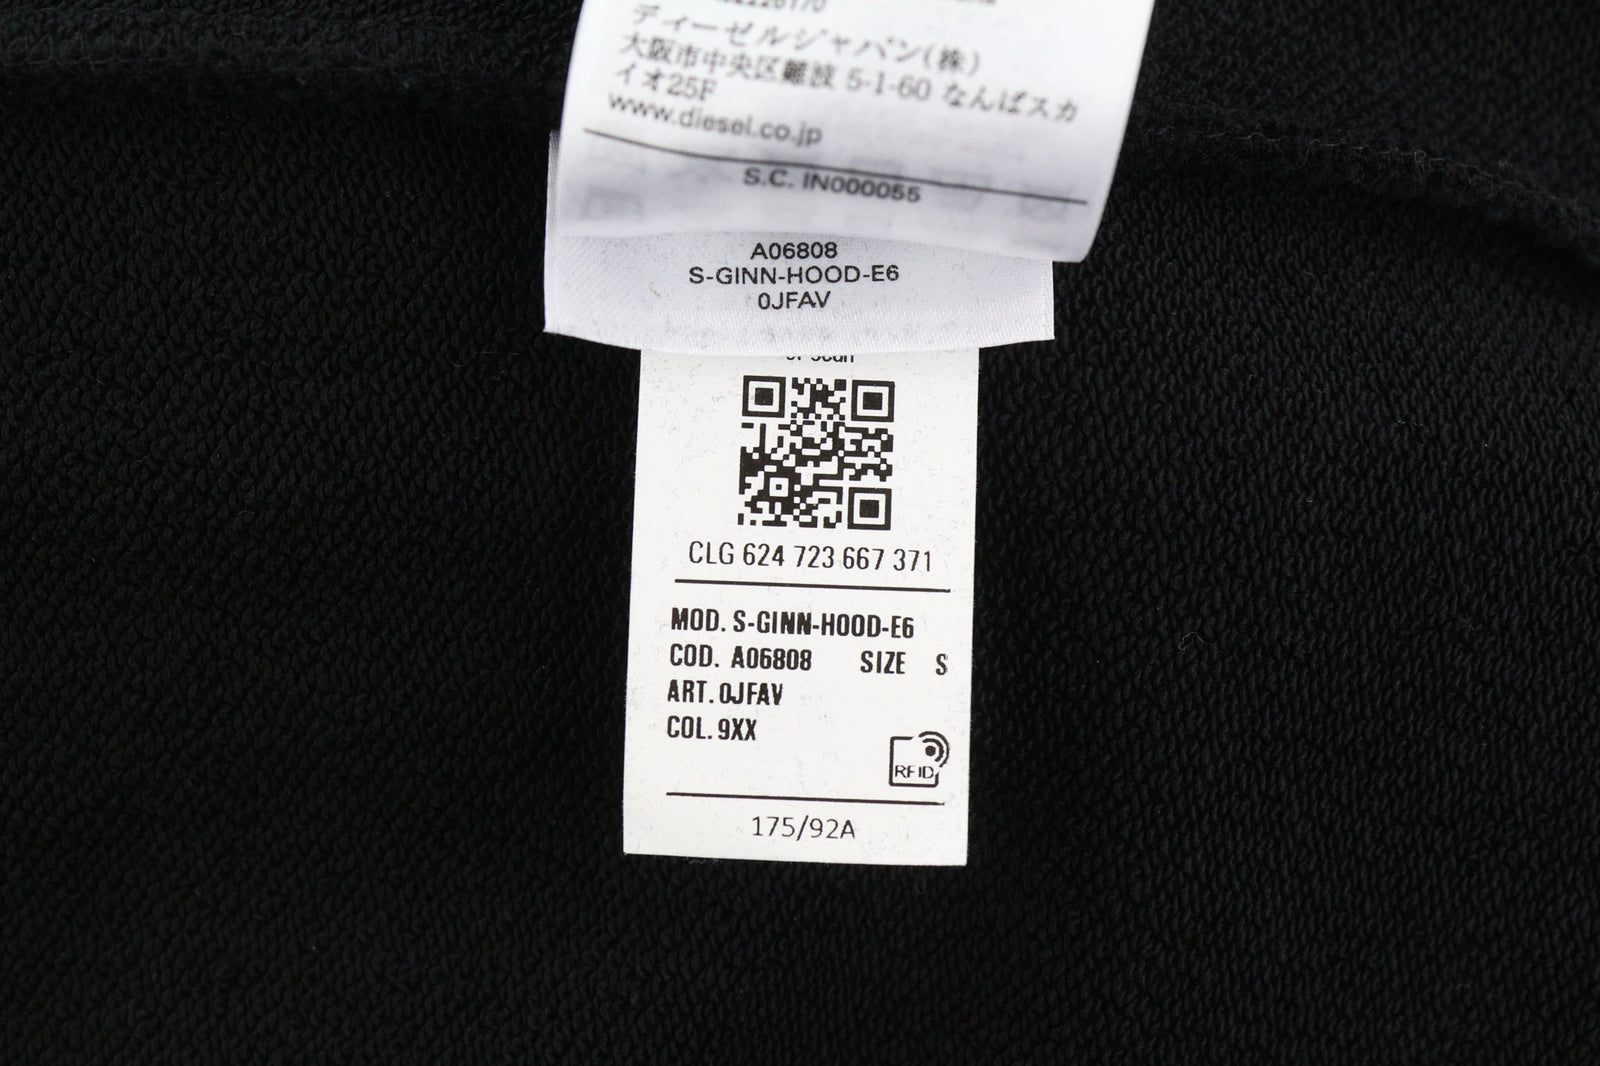 ディーゼルジャパン(株)
大阪市中央区難波 5-1-60 なんばスカ
イオ25F
www.diesel.co.jp
S.C. IN000055
A06808
S-GINN-HOOD-E6
0JFAV
or scan
CLG 624 723 667 371
MOD. S-GINN-HOOD-E6
COD. A06808 SIZE S
ART. 0JFAV
COL. 9XX
RFID
175/92A